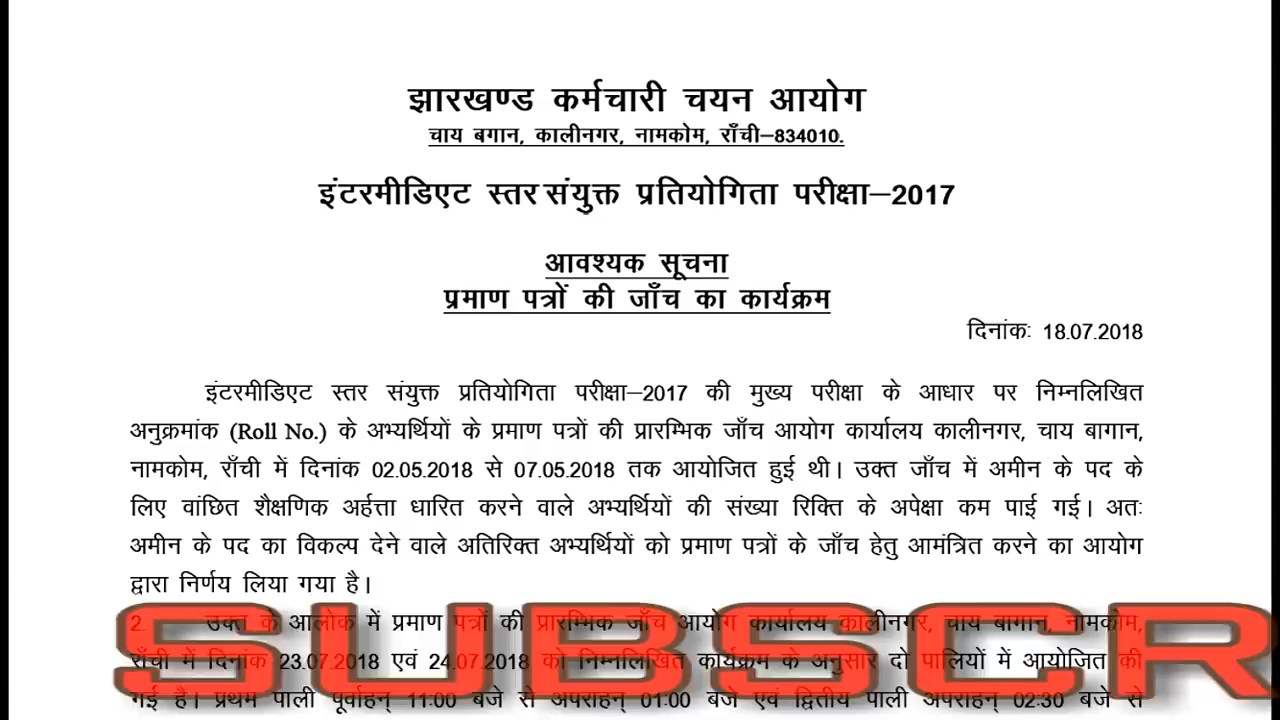 झारखण्ड कर्मचारी चयन आयोग
चाय बगान, कालीनगर, नामकोम, राँची–834010.
इंटरमीडिएट स्तर संयुक्त प्रतियोगिता परीक्षा–2017
आवश्यक सूचना
प्रमाण पत्रों की जाँच का कार्यक्रम
दिनांकः 18.07.2018
इंटरमीडिएट स्तर संयुक्त प्रतियोगिता परीक्षा–2017 की मुख्य परीक्षा के आधार पर निम्नलिखित
अनुक्रमांक (Roll No.) के अभ्यर्थियों के प्रमाण पत्रों की प्रारम्भिक जाँच आयोग कार्यालय कालीनगर, चाय बागान,
नामकोम, राँची में दिनांक 02.05.2018 से 07.05.2018 तक आयोजित हुई थी। उक्त जाँच में अमीन के पद के
लिए वांछित शैक्षणिक अर्हत्ता धारित करने वाले अभ्यर्थियों की संख्या रिक्ति के अपेक्षा कम पाई गई। अतः
अमीन के पद का विकल्प देने वाले अतिरिक्त अभ्यर्थियों को प्रमाण पत्रों के जाँच हेतु आमंत्रित करने का आयोग
द्वारा निर्णय लिया गया है।
2. उक्त के आलोक में प्रमाण पत्रों की प्रारम्भिक जाँच आयोग कार्यालय कालीनगर, चाय बागान, नामकोम,
राँची में दिनांक 23.07.2018 एवं 24.07.2018 को निम्नलिखित कार्यक्रम के अनुसार दो पालियों में आयोजित की
गई है। प्रथम पाली पूर्वाहन् 11:00 बजे से अपराहन् 01:00 बजे एवं द्वितीय पाली अपराहन् 02:30 बजे से
SUBSCR